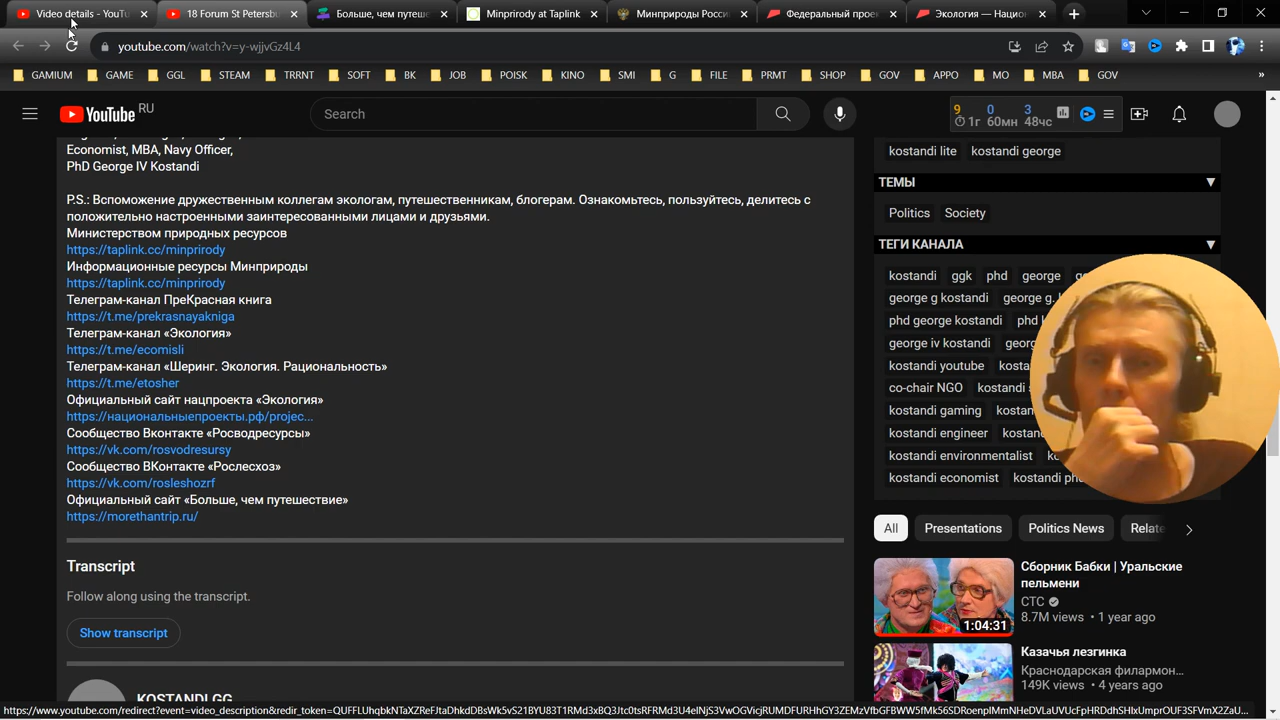 Video details - YouTu
18 Forum St Petersbu
Больше, чем путеше
Minprirody at Taplink
Минприроды Росси
Федеральный проек
Экология — Нацио
youtube.com/watch?v=y-wjjvGz4L4
GAMIUM GAME GGL STEAM TRRNT SOFT BK JOB POISK KINO SMI G FILE PRMT SHOP GOV APPO MO MBA GOV »
YouTube RU
Search
9 0 3
1г 60мн 48чс
Economist, MBA, Navy Officer,
PhD George IV Kostandi
P.S.: Вспоможение дружественным коллегам экологам, путешественникам, блогерам. Ознакомьтесь, пользуйтесь, делитесь с
положительно настроенными заинтересованными лицами и друзьями.
Министерством природных ресурсов
https://taplink.cc/minprirody
Информационные ресурсы Минприроды
https://taplink.cc/minprirody
Телеграм-канал ПреКрасная книга
https://t.me/prekrasnayakniga
Телеграм-канал «Экология»
https://t.me/ecomisli
Телеграм-канал «Шеринг. Экология. Рациональность»
https://t.me/etosher
Официальный сайт нацпроекта «Экология»
https://национальныепроекты.рф/projec...
Сообщество Вконтакте «Росводресурсы»
https://vk.com/rosvodresursy
Сообщество ВКонтакте «Рослесхоз»
https://vk.com/rosleshozrf
Официальный сайт «Больше, чем путешествие»
https://morethantrip.ru/
Transcript
Follow along using the transcript.
Show transcript
KOSTANDI.GG
kostandi lite kostandi george
ТЕМЫ
Politics Society
ТЕГИ КАНАЛА
kostandi ggk phd george
george g kostandi george g.
phd george kostandi phd
george iv kostandi
kostandi youtube
co-chair NGO kostandi
kostandi gaming
kostandi engineer
kostandi environmentalist
kostandi economist kostandi
All Presentations Politics News Relate
Сборник Бабки | Уральские
пельмени
СТС
8.7M views • 1 year ago
1:04:31
Казачья лезгинка
Краснодарская филармон...
149K views • 4 years ago